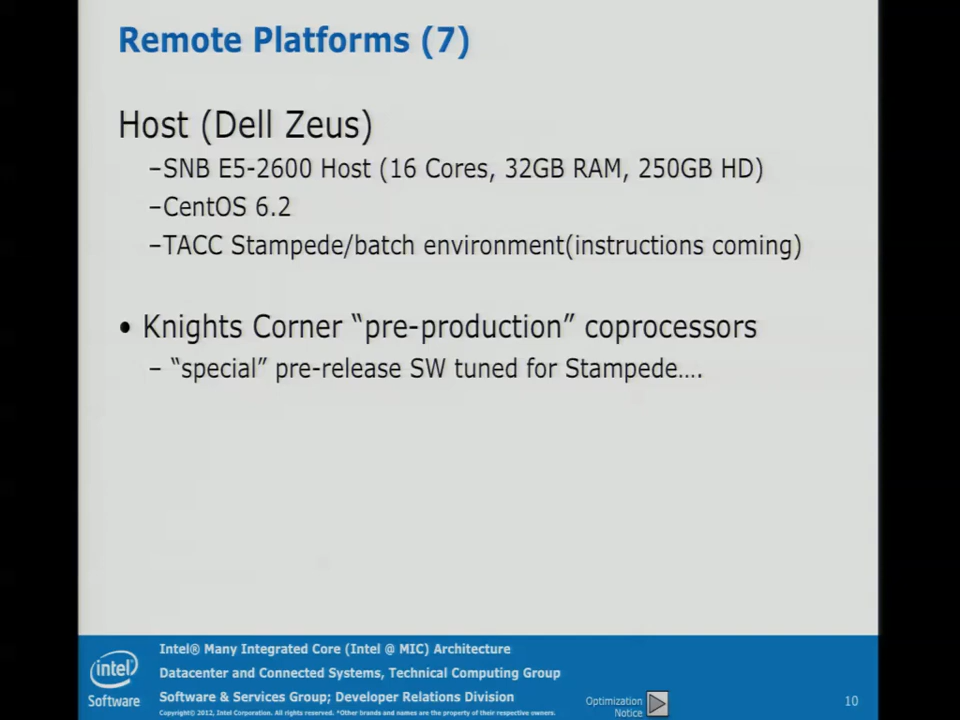 Remote Platforms (7)
Host (Dell Zeus)
–SNB E5-2600 Host (16 Cores, 32GB RAM, 250GB HD)
–CentOS 6.2
–TACC Stampede/batch environment(instructions coming)
• Knights Corner “pre-production” coprocessors
– “special” pre-release SW tuned for Stampede….
Intel® Many Integrated Core (Intel @ MIC) Architecture
Datacenter and Connected Systems, Technical Computing Group
Software & Services Group; Developer Relations Division
Copyright© 2012, Intel Corporation. All rights reserved. *Other brands and names are the property of their respective owners.
intel
Software
Optimization
Notice
10